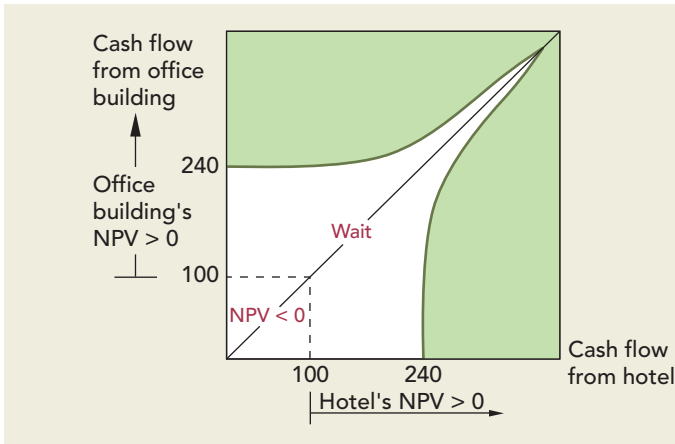 Cash flow
from office
building
240
Office
building's
NPV > 0
Wait
100
NPV < 0
100
240
Cash flow
from hotel
Hotel's NPV > 0